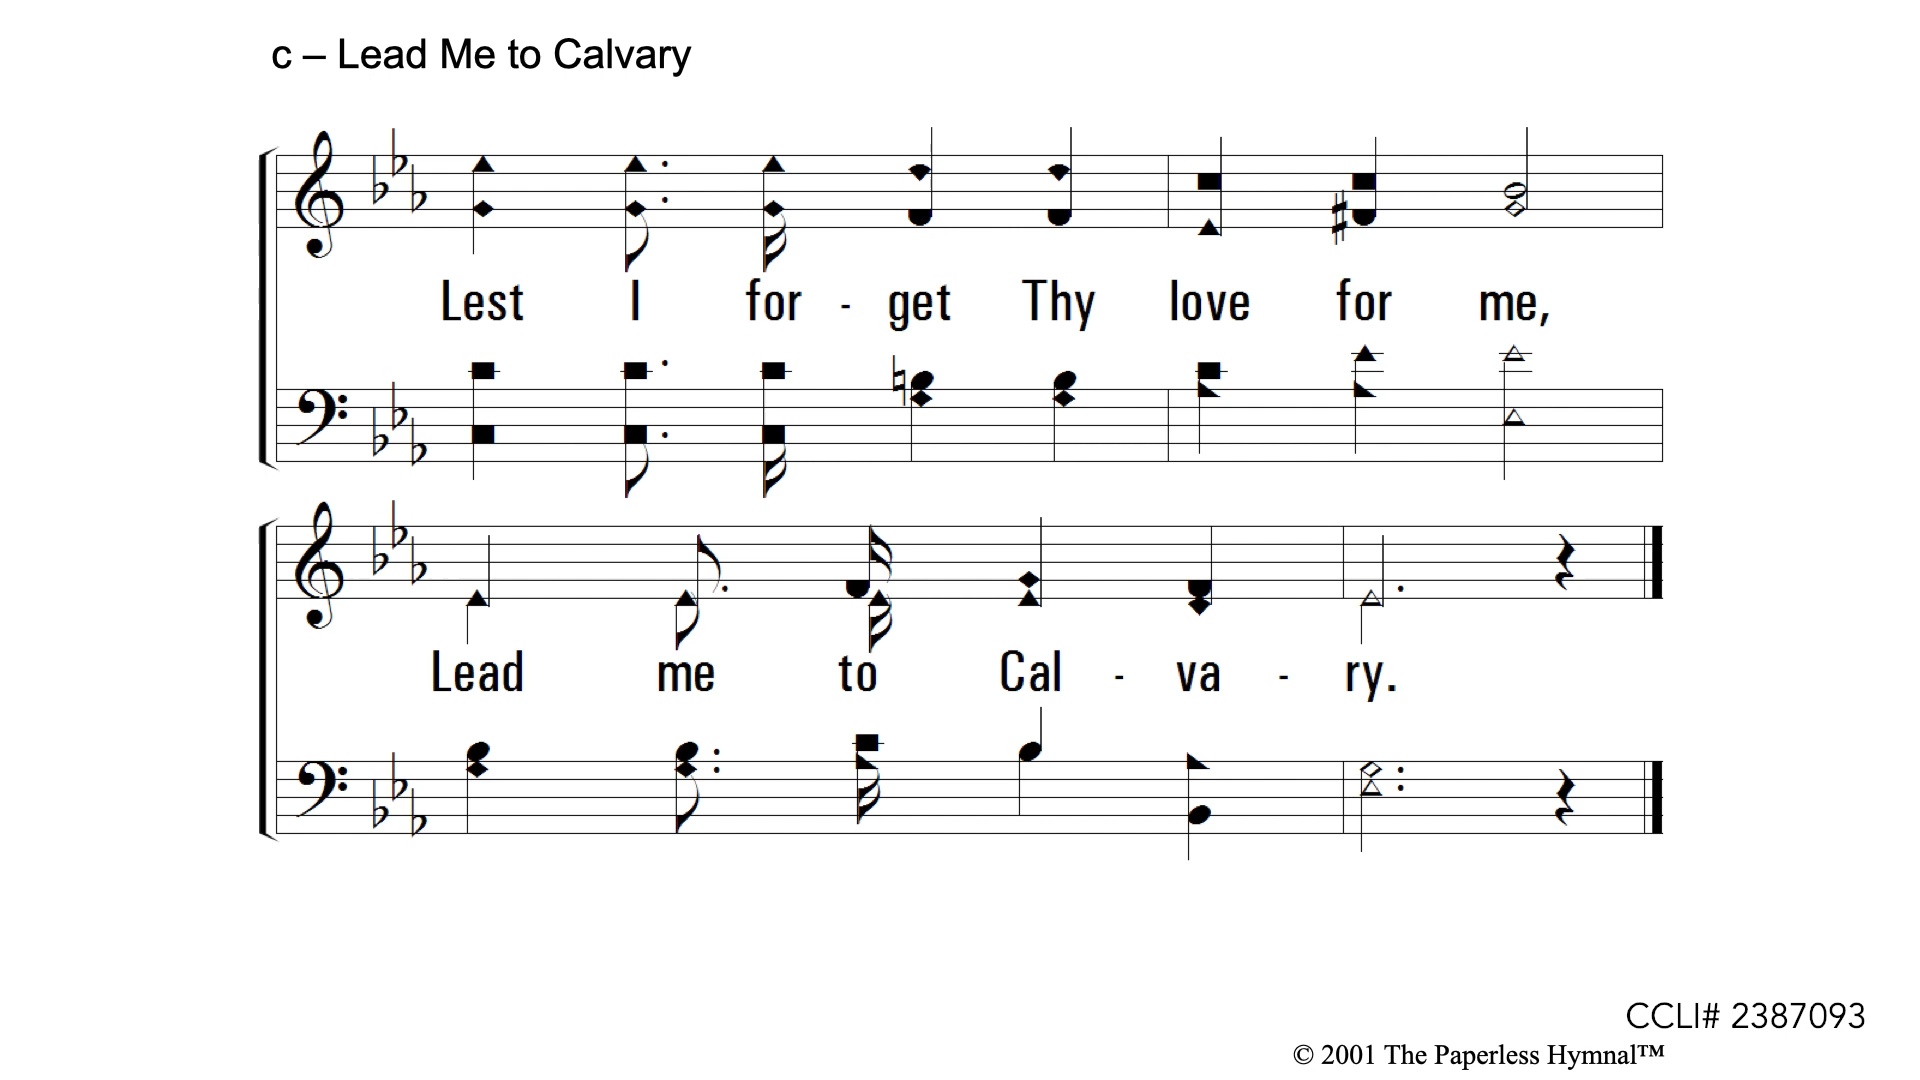 c – Lead Me to Calvary
Lest I for - get Thy love for me,
Lead me to Cal - va - ry.
CCLI# 2387093
© 2001 The Paperless Hymnal™